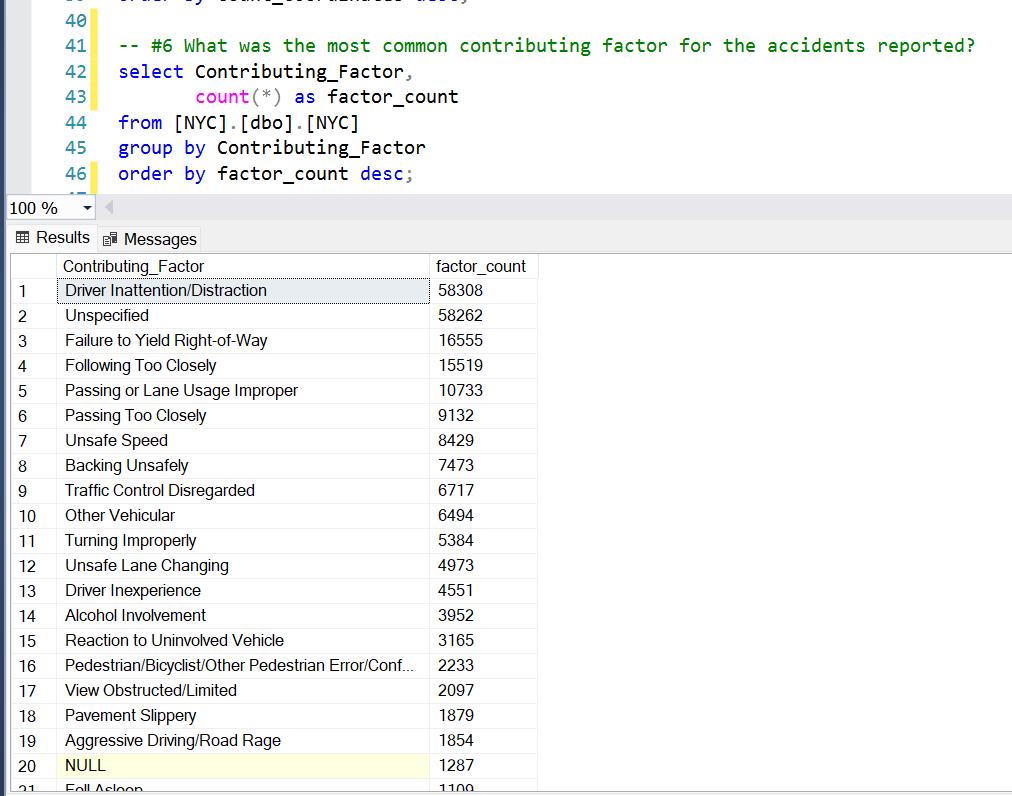 40
41 -- #6 What was the most common contributing factor for the accidents reported?
42 select Contributing_Factor,
43 count(*) as factor_count
44 from [NYC].[dbo].[NYC]
45 group by Contributing_Factor
46 order by factor_count desc;
100 %
Results Messages
Contributing_Factor factor_count
1 Driver Inattention/Distraction 58308
2 Unspecified 58262
3 Failure to Yield Right-of-Way 16555
4 Following Too Closely 15519
5 Passing or Lane Usage Improper 10733
6 Passing Too Closely 9132
7 Unsafe Speed 8429
8 Backing Unsafely 7473
9 Traffic Control Disregarded 6717
10 Other Vehicular 6494
11 Turning Improperly 5384
12 Unsafe Lane Changing 4973
13 Driver Inexperience 4551
14 Alcohol Involvement 3952
15 Reaction to Uninvolved Vehicle 3165
16 Pedestrian/Bicyclist/Other Pedestrian Error/Conf... 2233
17 View Obstructed/Limited 2097
18 Pavement Slippery 1879
19 Aggressive Driving/Road Rage 1854
20 NULL 1287
21 Fell Asleep 1109